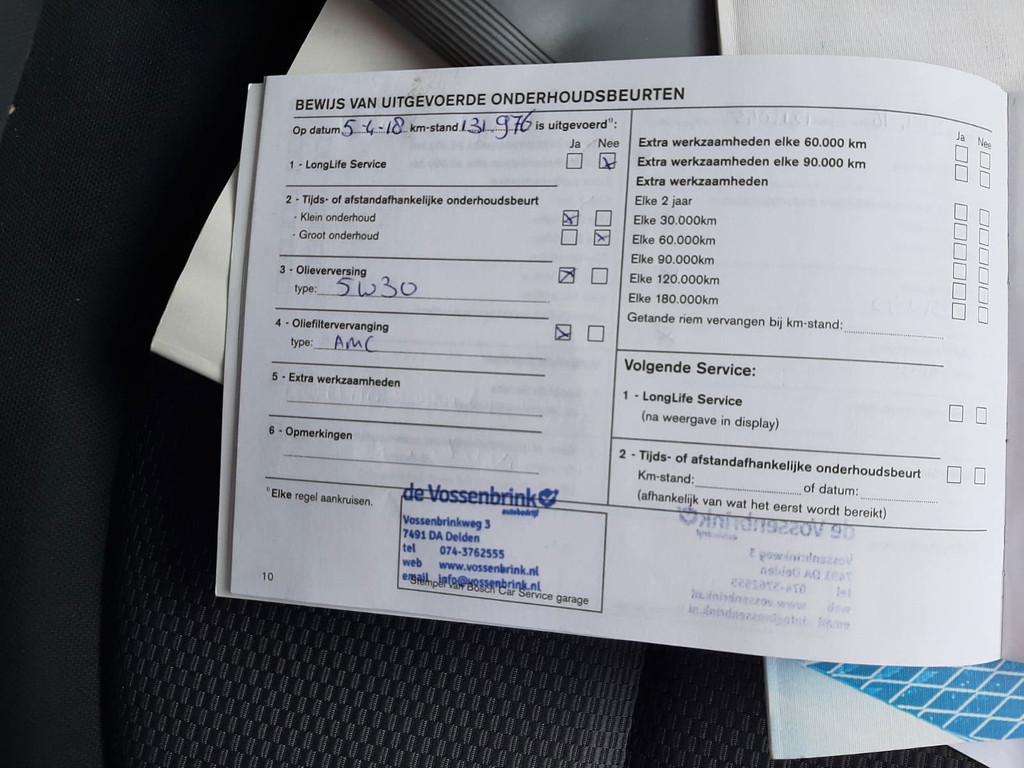 BEWIJS VAN UITGEVOERDE ONDERHOUDSBEURTEN
Op datum 5-4-18 km-stand 131.976 is uitgevoerd¹⁾:
Ja Nee
1 - LongLife Service
2 - Tijds- of afstandafhankelijke onderhoudsbeurt
- Klein onderhoud
- Groot onderhoud
3 - Olieverversing
type: 5W30
4 - Oliefiltervervanging
type: AMC
5 - Extra werkzaamheden
6 - Opmerkingen
¹⁾Elke regel aankruisen.
de Vossenbrink
autobedrijf
Vossenbrinkweg 3
7491 DA Delden
tel 074-3762555
web www.vossenbrink.nl
email info@vossenbrink.nl
Stempel van Bosch Car Service garage
10
Ja Nee
Extra werkzaamheden elke 60.000 km
Extra werkzaamheden elke 90.000 km
Extra werkzaamheden
Elke 2 jaar
Elke 30.000km
Elke 60.000km
Elke 90.000km
Elke 120.000km
Elke 180.000km
Getande riem vervangen bij km-stand:
Volgende Service:
1 - LongLife Service
(na weergave in display)
2 - Tijds- of afstandafhankelijke onderhoudsbeurt
Km-stand: of datum:
(afhankelijk van wat het eerst wordt bereikt)